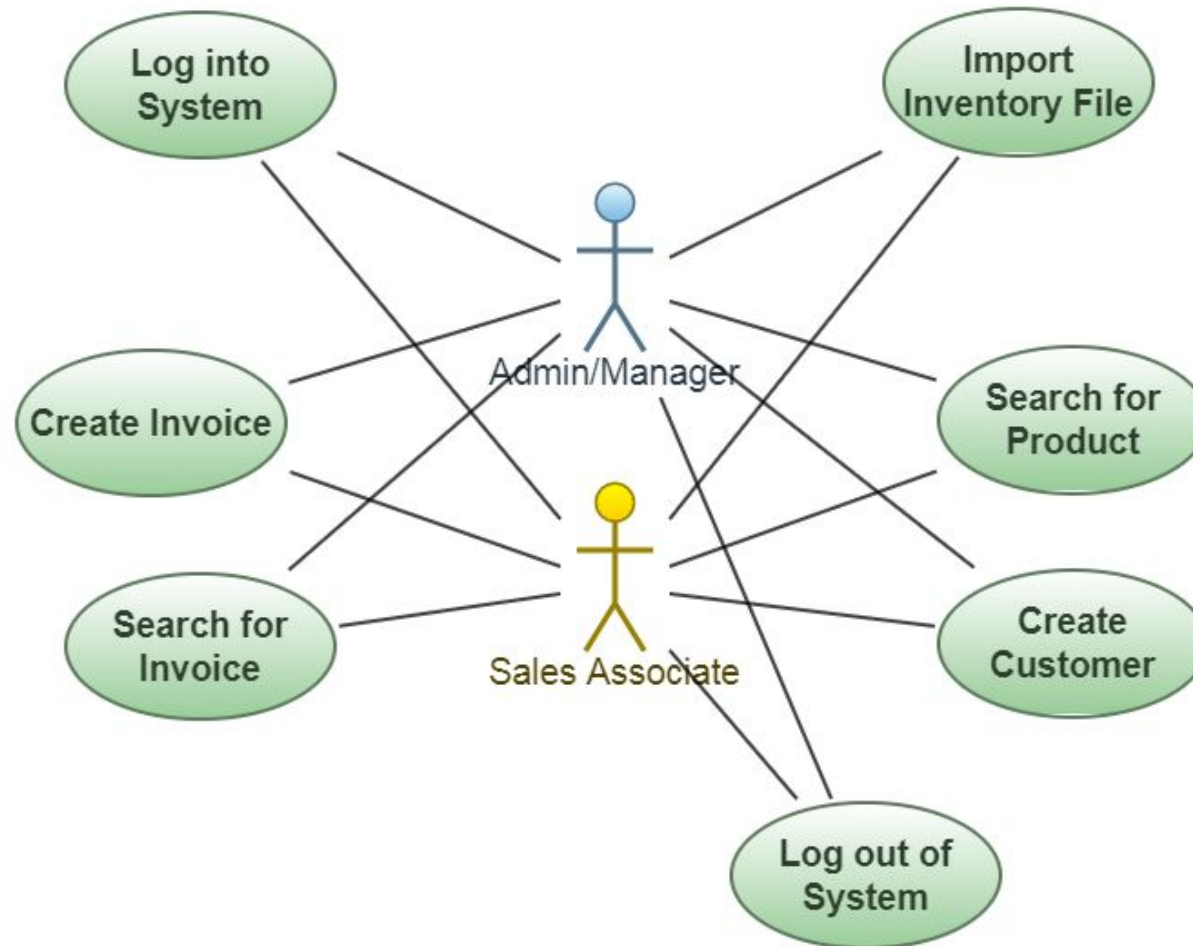 Log into
System
Import
Inventory File
Admin/Manager
Create Invoice
Search for
Product
Search for
Invoice
Sales Associate
Create
Customer
Log out of
System